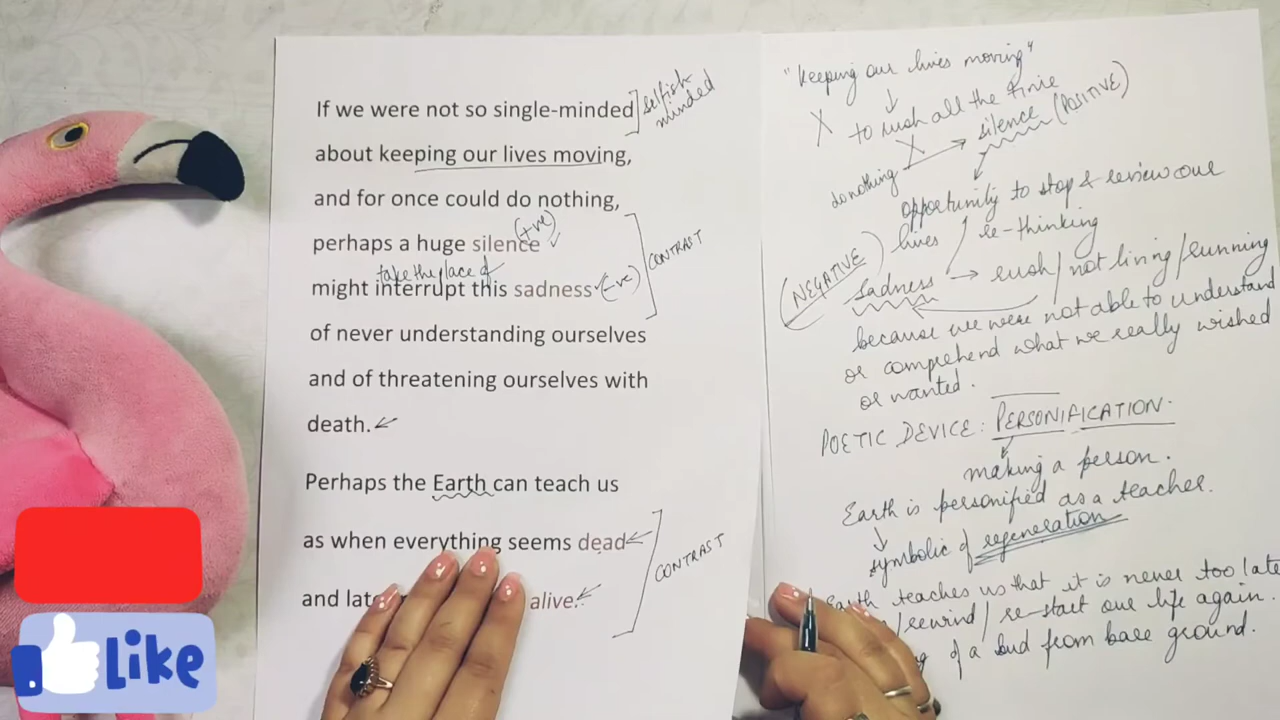 If we were not so single-minded
about keeping our lives moving,
and for once could do nothing,
perhaps a huge silence
might interrupt this sadness
of never understanding ourselves
and of threatening ourselves with
death.
Perhaps the Earth can teach us
as when everything seems dead
and late
alive.
selfish
minded
(+ve)
take the place of
(-ve)
CONTRAST
CONTRAST
"keeping our lives moving"
X to rush all the time
do nothing X silence (POSITIVE)
opportunity to stop & review our
lives re-thinking
(NEGATIVE)
Sadness → rush/not living/running
because we were not able to understand
or comprehend what we really wished
or wanted.
POETIC DEVICE: PERSONIFICATION.
making a person.
Earth is personified as a teacher.
symbolic of regeneration
Earth teaches us that it is never too late
/rewind/re-start our life again.
of a bud from bare ground.
Like